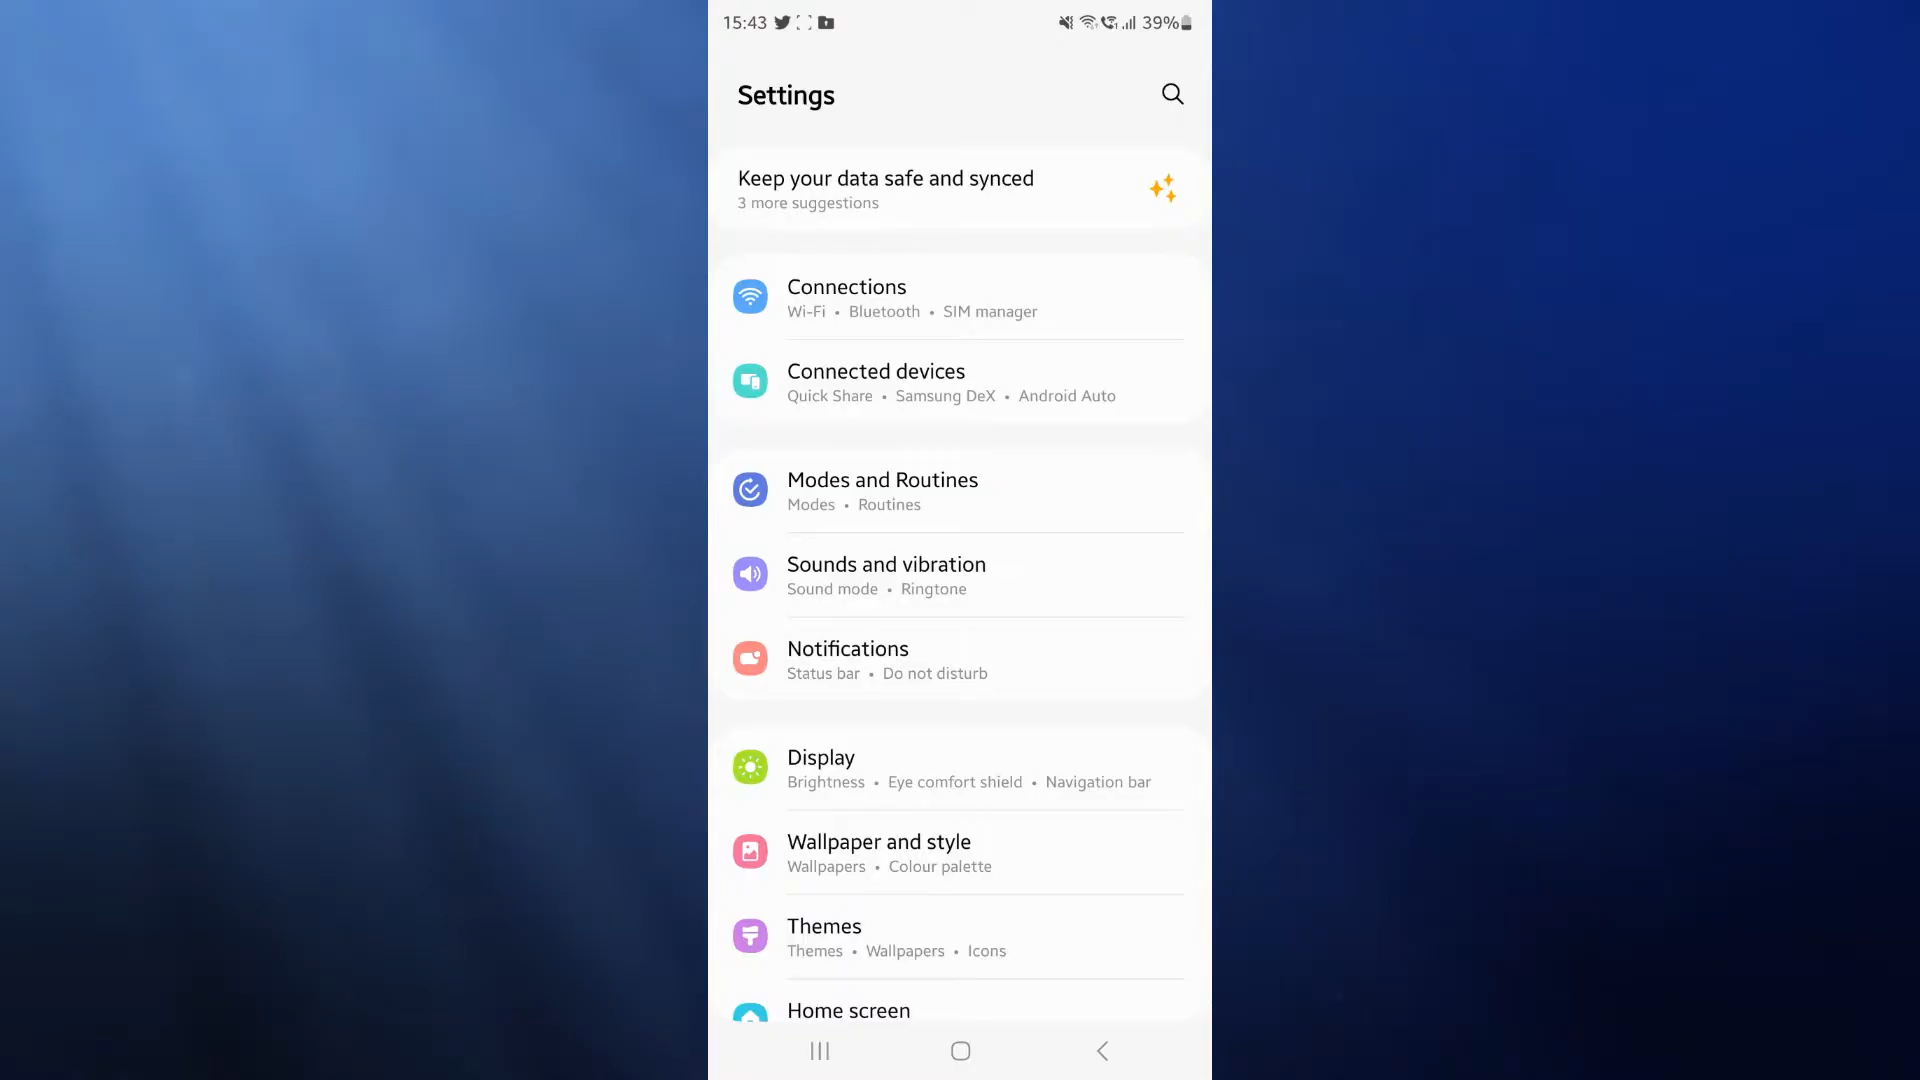 15:43 39%
Settings
Keep your data safe and synced
3 more suggestions
Connections
Wi-Fi • Bluetooth • SIM manager
Connected devices
Quick Share • Samsung DeX • Android Auto
Modes and Routines
Modes • Routines
Sounds and vibration
Sound mode • Ringtone
Notifications
Status bar • Do not disturb
Display
Brightness • Eye comfort shield • Navigation bar
Wallpaper and style
Wallpapers • Colour palette
Themes
Themes • Wallpapers • Icons
Home screen